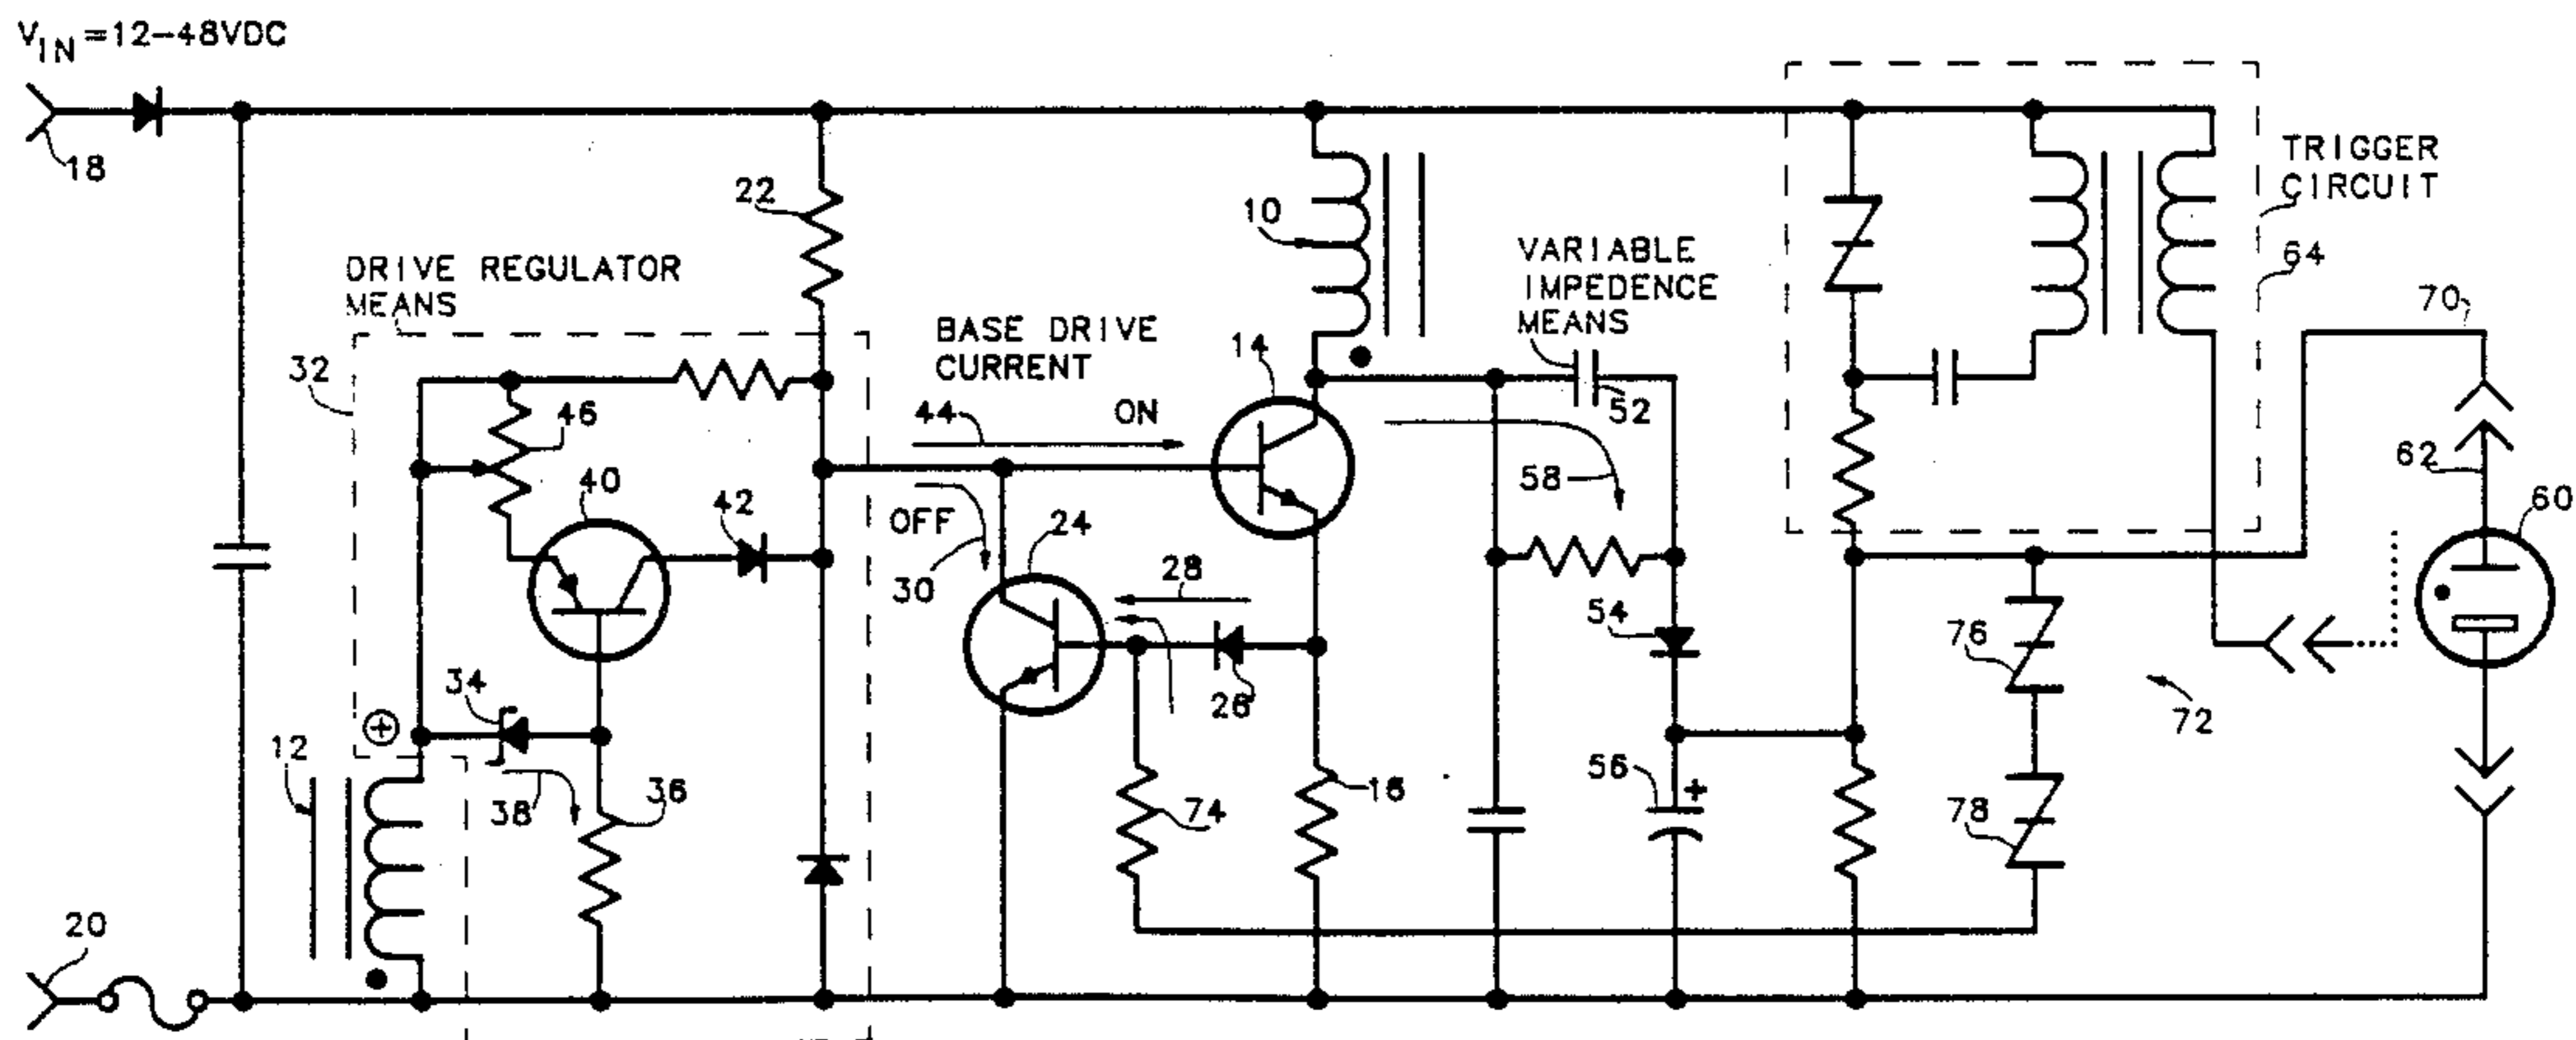 VIN=12-48VDC
18
22
10
TRIGGER
CIRCUIT
64
DRIVE REGULATOR
MEANS
VARIABLE
IMPEDENCE
MEANS
70
BASE DRIVE
CURRENT
14
32
46
44
ON
52
62
40
42
OFF
24
58
60
30
28
54
76
34
26
72
12
38
36
74
16
56
+
78
20